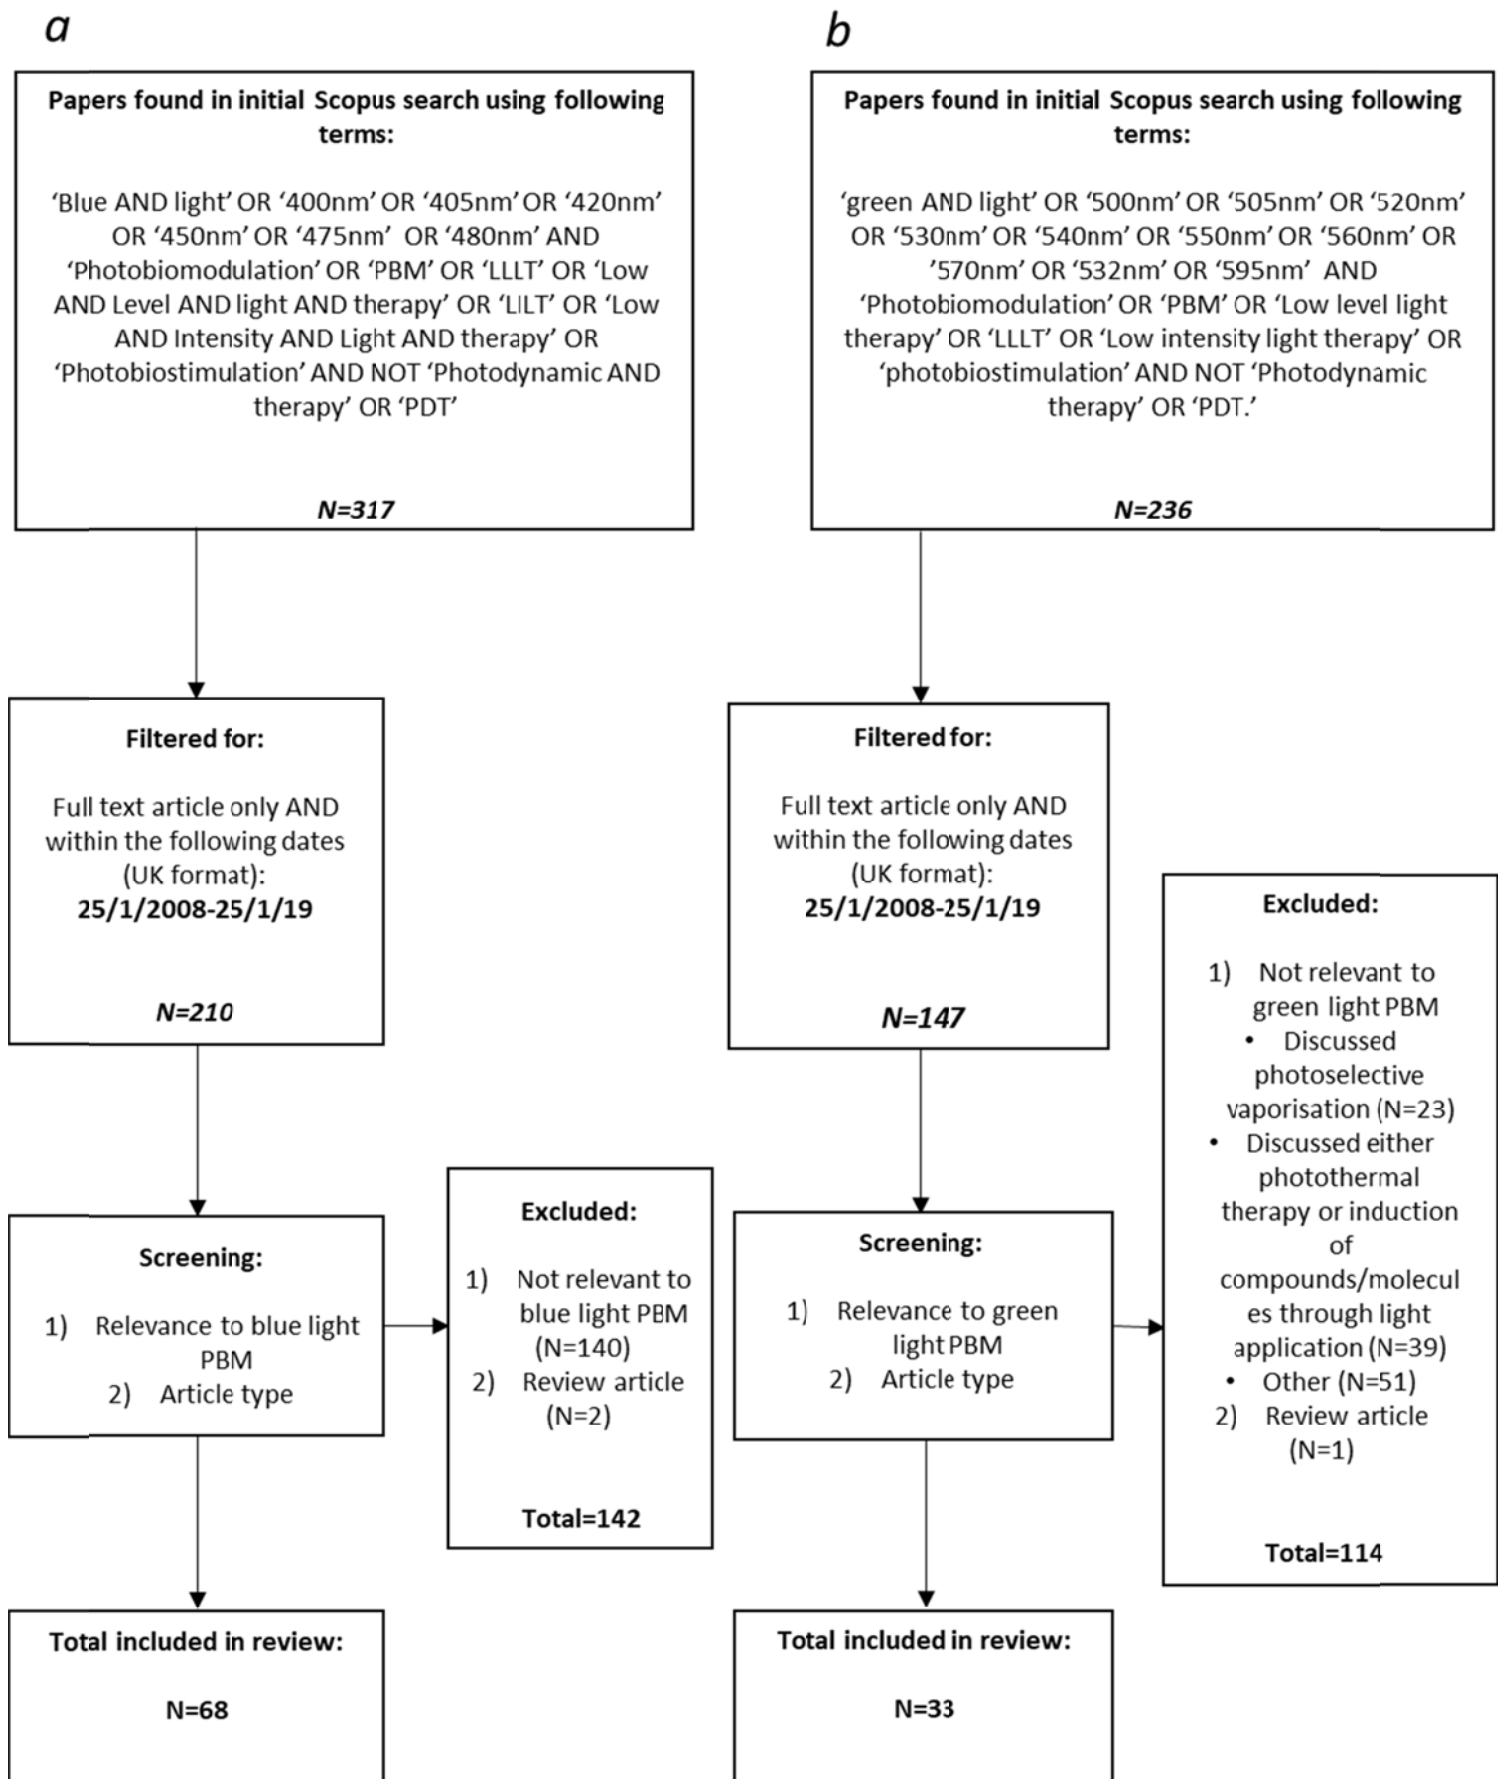 a
Papers found in initial Scopus search using following
terms:
‘Blue AND light’ OR ‘400nm’ OR ‘405nm’ OR ‘420nm’
OR ‘450nm’ OR ‘475nm’ OR ‘480nm’ AND
‘Photobiomodulation’ OR ‘PBM’ OR ‘LLLT’ OR ‘Low
AND Level AND light AND therapy’ OR ‘LILT’ OR ‘Low
AND Intensity AND Light AND therapy’ OR
‘Photobiostimulation’ AND NOT ‘Photodynamic AND
therapy’ OR ‘PDT’
N=317
Filtered for:
Full text article only AND
within the following dates
(UK format):
25/1/2008-25/1/19
N=210
Screening:
1) Relevance to blue light
PBM
2) Article type
Excluded:
1) Not relevant to
blue light PBM
(N=140)
2) Review article
(N=2)
Total=142
Total included in review:
N=68
b
Papers found in initial Scopus search using following
terms:
‘green AND light’ OR ‘500nm’ OR ‘505nm’ OR ‘520nm’
OR ‘530nm’ OR ‘540nm’ OR ‘550nm’ OR ‘560nm’ OR
’570nm’ OR ‘532nm’ OR ‘595nm’ AND
‘Photobiomodulation’ OR ‘PBM’ OR ‘Low level light
therapy’ OR ‘LLLT’ OR ‘Low intensity light therapy’ OR
‘photobiostimulation’ AND NOT ‘Photodynamic
therapy’ OR ‘PDT.’
N=236
Filtered for:
Full text article only AND
within the following dates
(UK format):
25/1/2008-25/1/19
N=147
Screening:
1) Relevance to green
light PBM
2) Article type
Excluded:
1) Not relevant to
green light PBM
• Discussed
photoselective
vaporisation (N=23)
• Discussed either
photothermal
therapy or induction
of
compounds/molecul
es through light
application (N=39)
• Other (N=51)
2) Review article
(N=1)
Total=114
Total included in review:
N=33